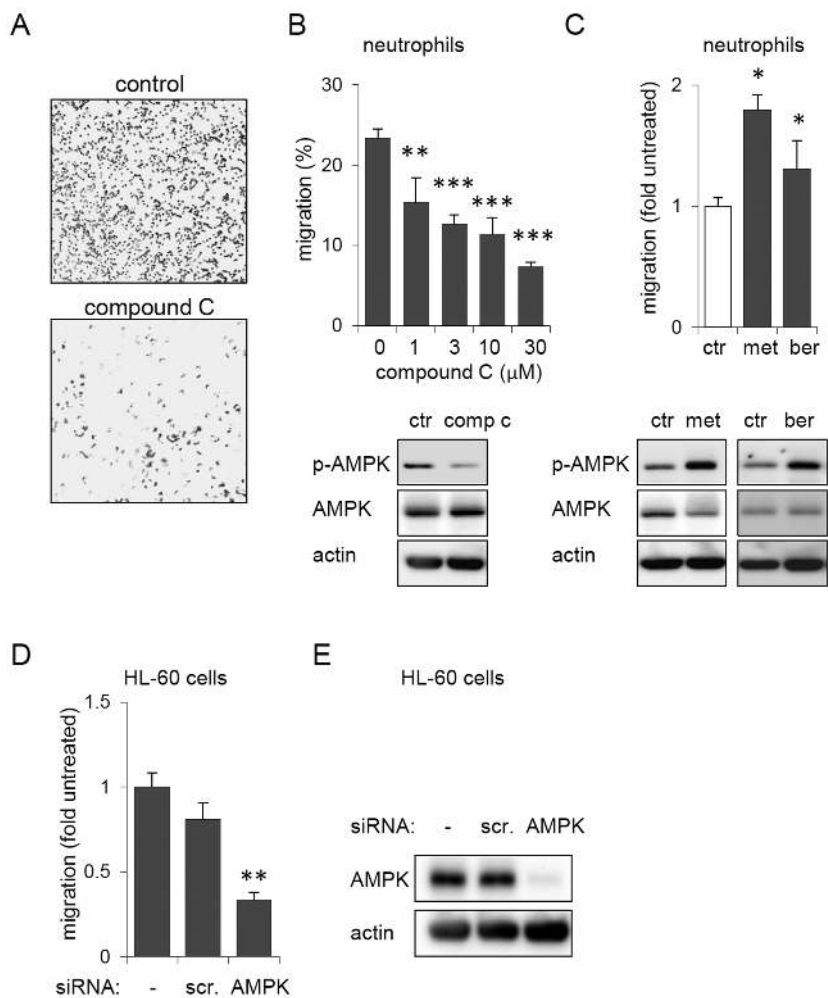 A
control
compound C
B
neutrophils
migration (%)
30
20
10
0
**
***
***
***
0 1 3 10 30
compound C (μM)
ctr comp c
p-AMPK
AMPK
actin
C
neutrophils
migration (fold untreated)
2
1
0
*
*
ctr met ber
ctr met ctr ber
p-AMPK
AMPK
actin
D
HL-60 cells
migration (fold untreated)
1.5
1
0.5
0
**
siRNA: - scr. AMPK
E
HL-60 cells
siRNA: - scr. AMPK
AMPK
actin